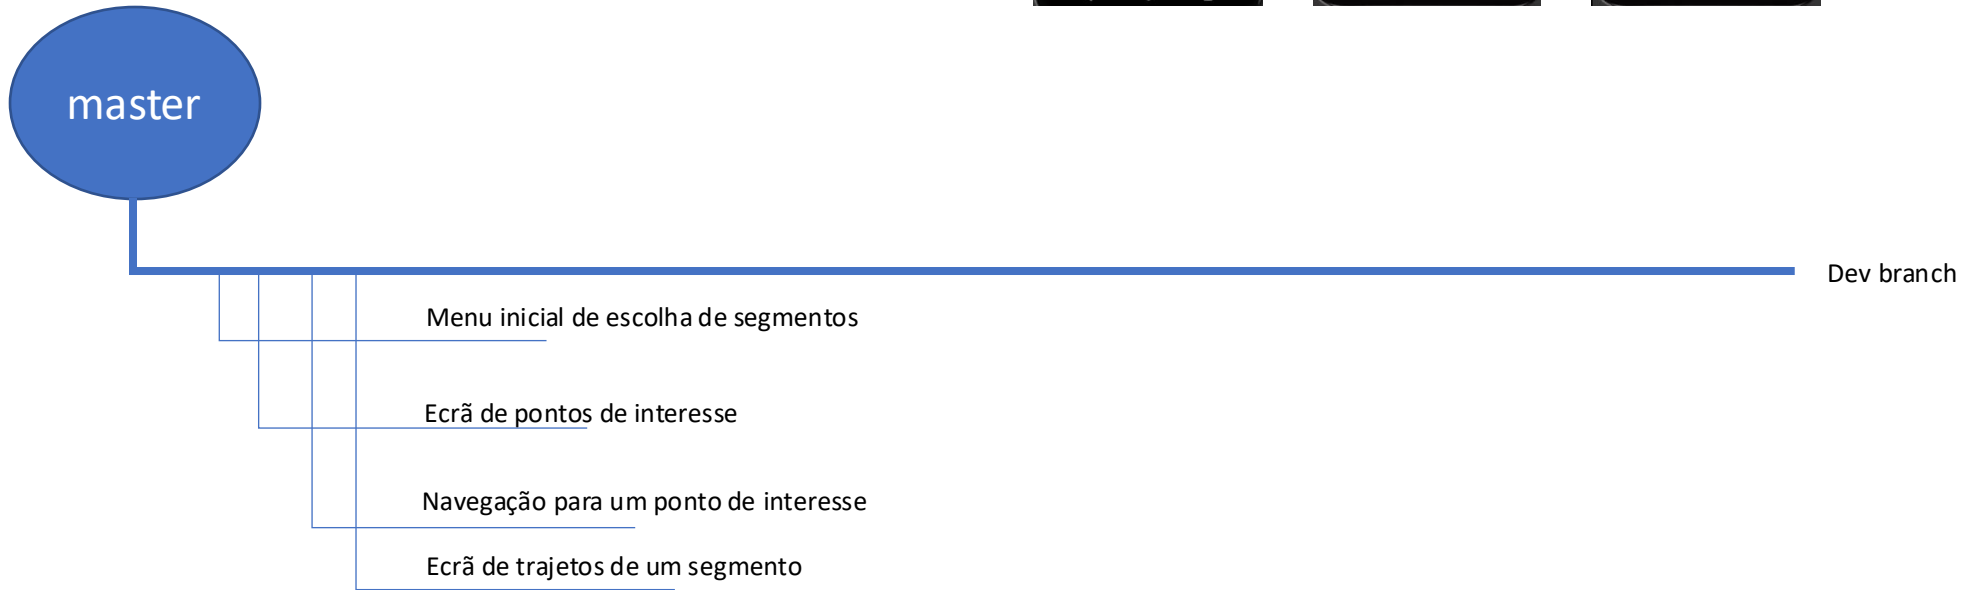 master
Dev branch
Menu inicial de escolha de segmentos
Ecrã de pontos de interesse
Navegação para um ponto de interesse
Ecrã de trajetos de um segmento